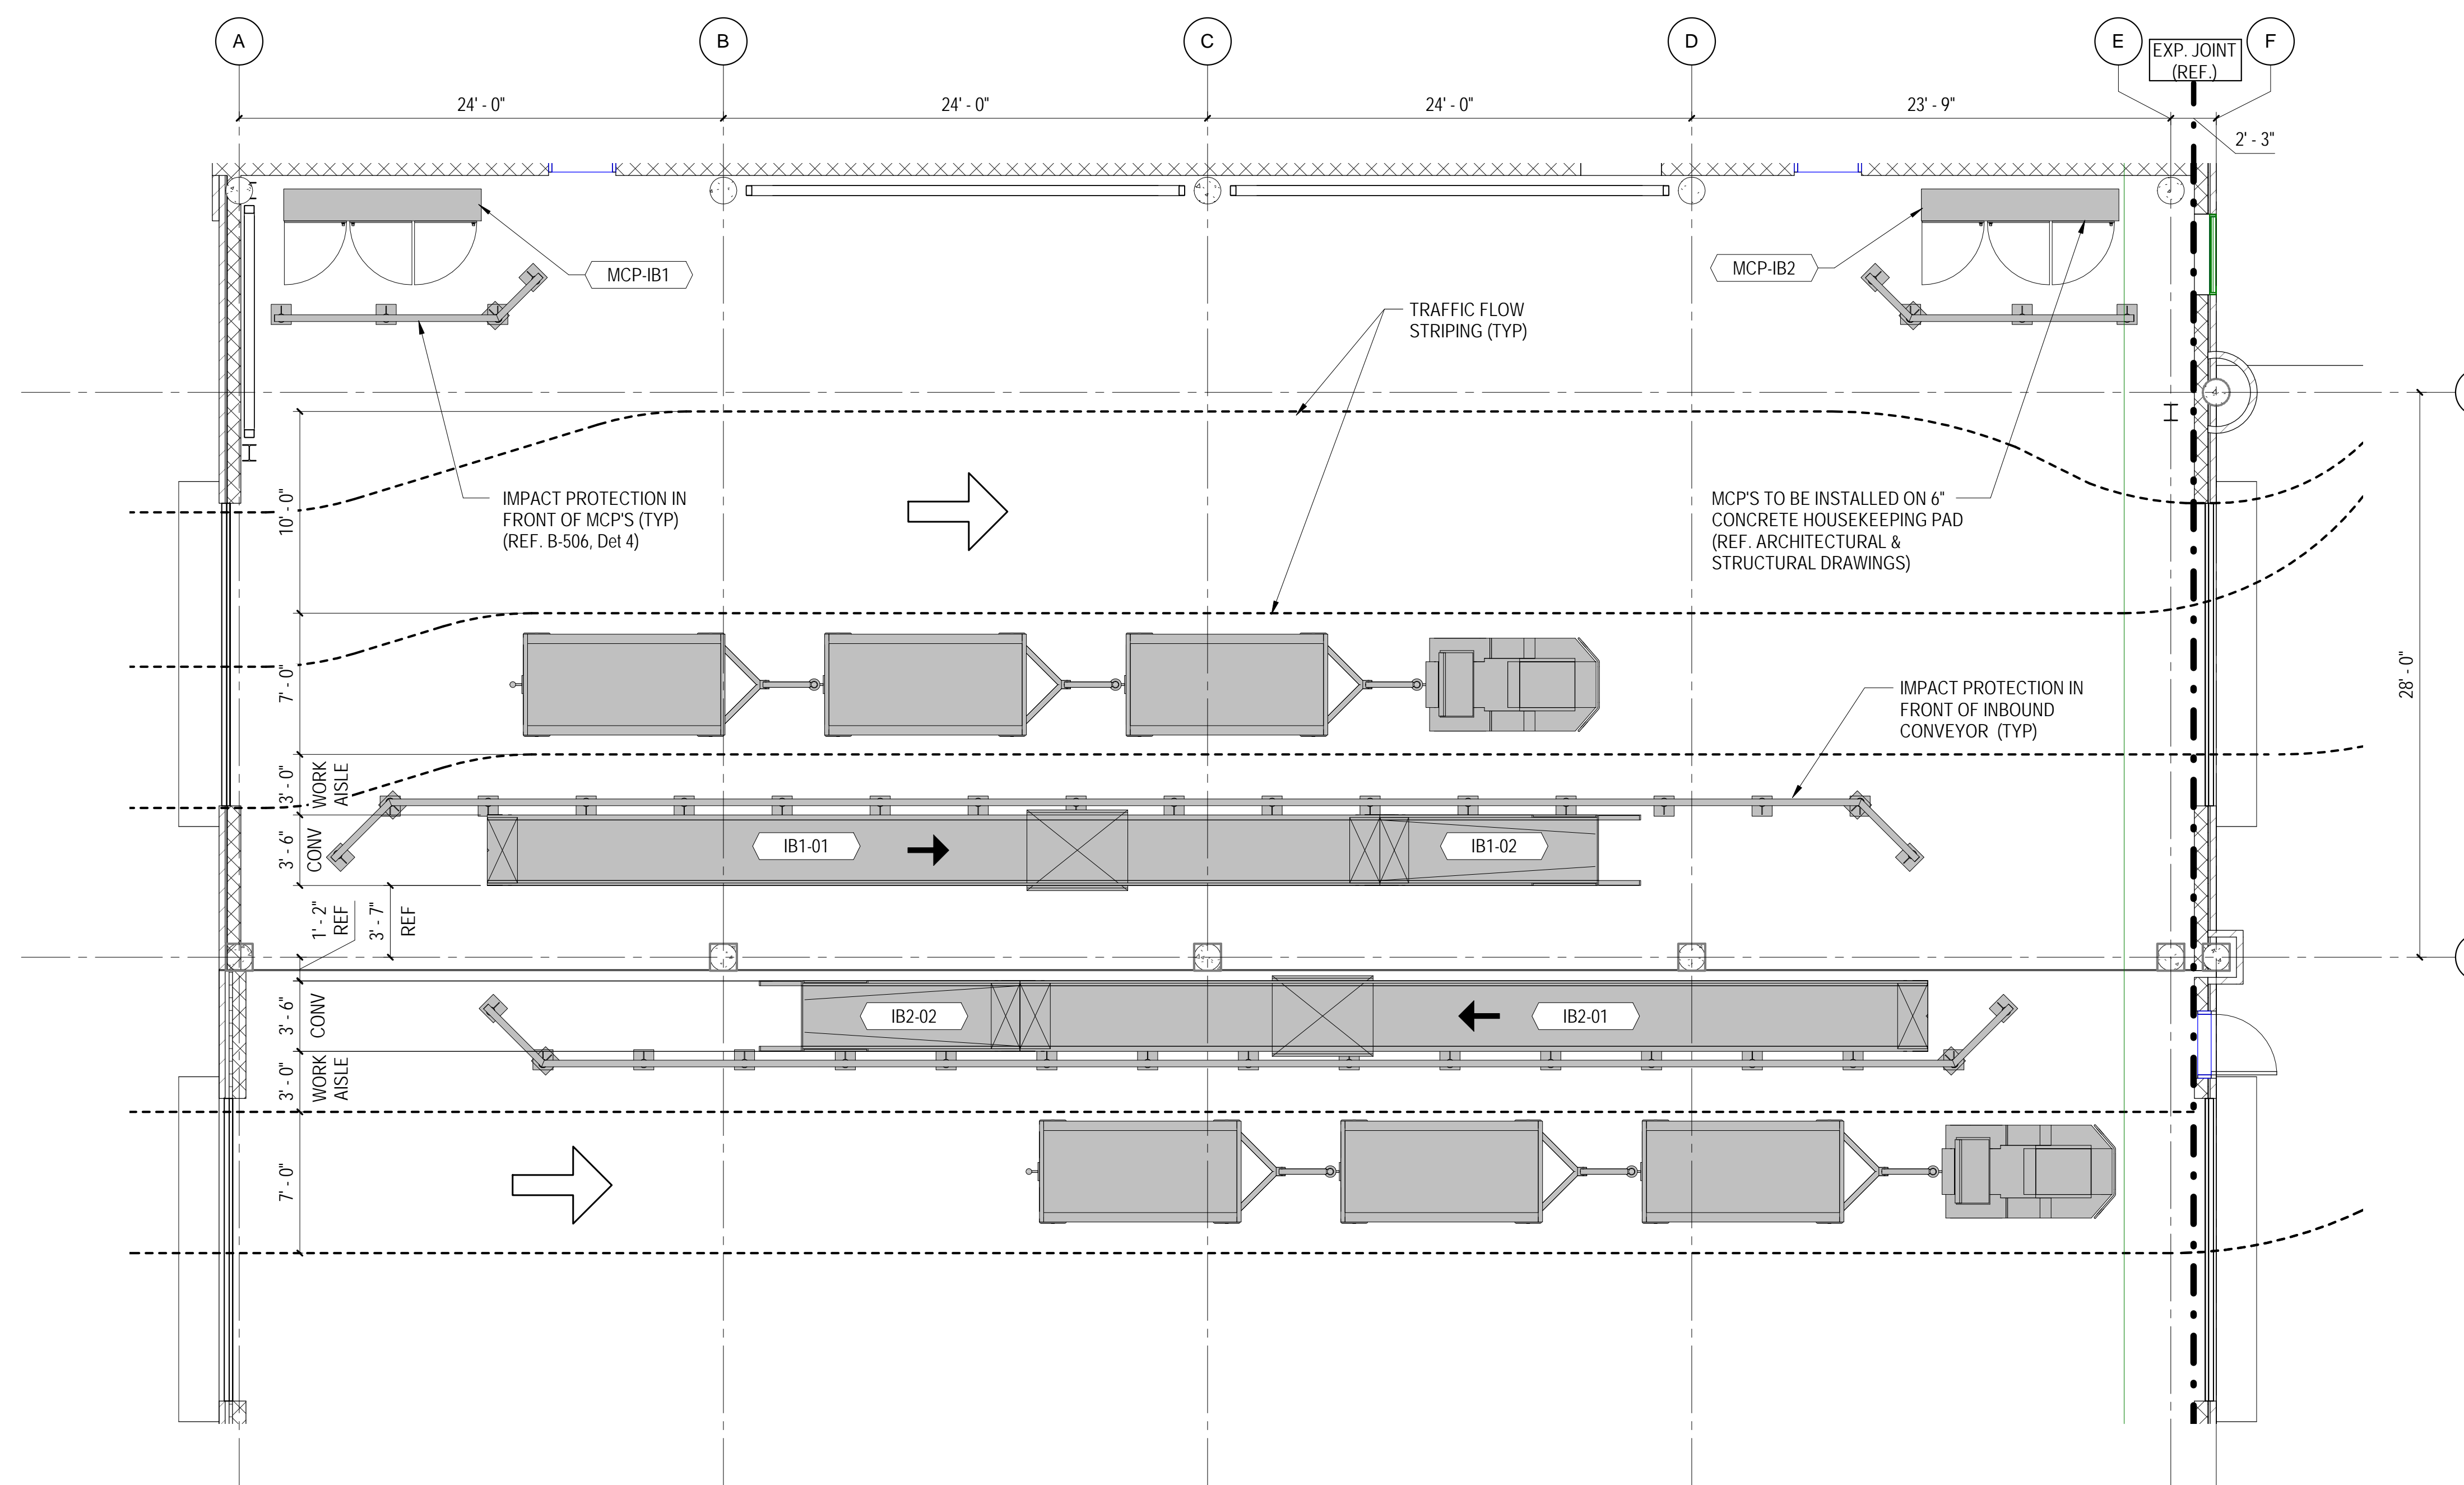 A
B
C
D
E
EXP. JOINT
(REF.)
F
24' - 0"
24' - 0"
24' - 0"
23' - 9"
2' - 3"
MCP-IB1
MCP-IB2
TRAFFIC FLOW
STRIPING (TYP)
IMPACT PROTECTION IN
FRONT OF MCP'S (TYP)
(REF. B-506, Det 4)
MCP'S TO BE INSTALLED ON 6"
CONCRETE HOUSEKEEPING PAD
(REF. ARCHITECTURAL &
STRUCTURAL DRAWINGS)
10' - 0"
7' - 0"
28' - 0"
IMPACT PROTECTION IN
FRONT OF INBOUND
CONVEYOR (TYP)
3' - 0"
WORK
AISLE
3' - 6"
CONV
IB1-01
IB1-02
1' - 2"
REF
3' - 7"
REF
3' - 6"
CONV
IB2-02
IB2-01
3' - 0"
WORK
AISLE
7' - 0"